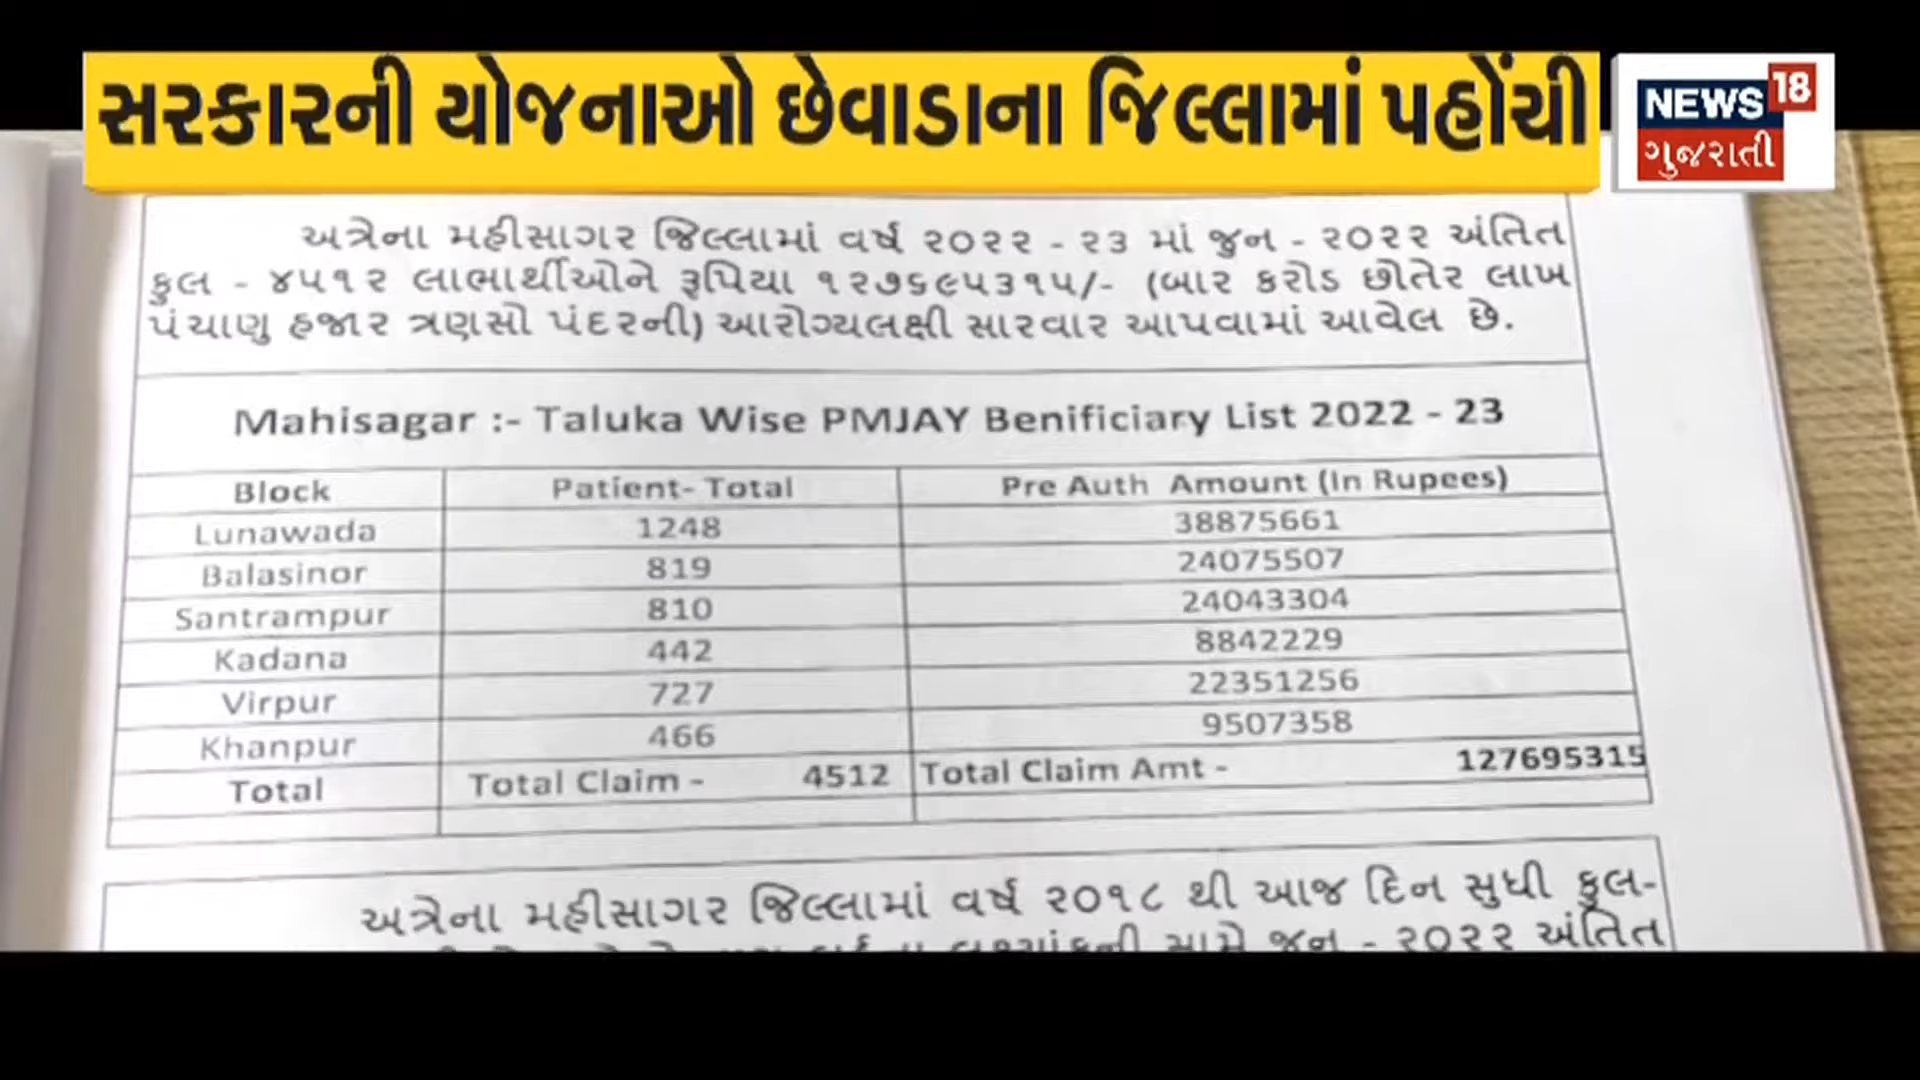 સરકારની યોજનાઓ છેવાડાના જિલ્લામાં પહોંચી
NEWS 18
ગુજરાતી
અત્રેના મહીસાગર જિલ્લામાં વર્ષ ૨૦૨૨ - ૨૩ માં જુન - ૨૦૨૨ અંતિત
કુલ - ૪૫૧૨ લાભાર્થીઓને રૂપિયા ૧૨૭૬૯૫૩૧૫/- (બાર કરોડ છોતેર લાખ
પંચાણુ હજાર ત્રણસો પંદરની) આરોગ્યલક્ષી સારવાર આપવામાં આવેલ છે.
Mahisagar :- Taluka Wise PMJAY Benificiary List 2022 - 23
Block Patient- Total Pre Auth Amount (In Rupees)
Lunawada 1248 38875661
Balasinor 819 24075507
Santrampur 810 24043304
Kadana 442 8842229
Virpur 727 22351256
Khanpur 466 9507358
Total Total Claim - 4512 Total Claim Amt - 127695315
અત્રેના મહીસાગર જિલ્લામાં વર્ષ ૨૦૧૮ થી આજ દિન સુધી કુલ-
સામે જુન - ૨૦૨૨ અંતિત